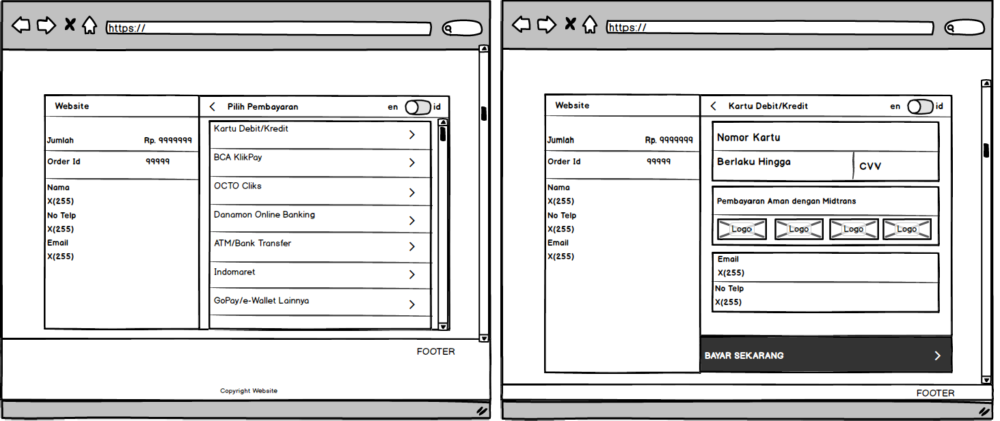 https://
Website
Pilih Pembayaran
en
id
Jumlah
Rp. 9999999
Order Id
99999
Nama
X(255)
No Telp
X(255)
Email
X(255)
Kartu Debit/Kredit
BCA KlikPay
OCTO Cliks
Danamon Online Banking
ATM/Bank Transfer
Indomaret
GoPay/e-Wallet Lainnya
FOOTER
Copyright Website
https://
Website
Kartu Debit/Kredit
en
id
Jumlah
Rp. 9999999
Order Id
99999
Nama
X(255)
No Telp
X(255)
Email
X(255)
Nomor Kartu
Berlaku Hingga
CVV
Pembayaran Aman dengan Midtrans
Logo
Logo
Logo
Logo
Email
X(255)
No Telp
X(255)
BAYAR SEKARANG
FOOTER